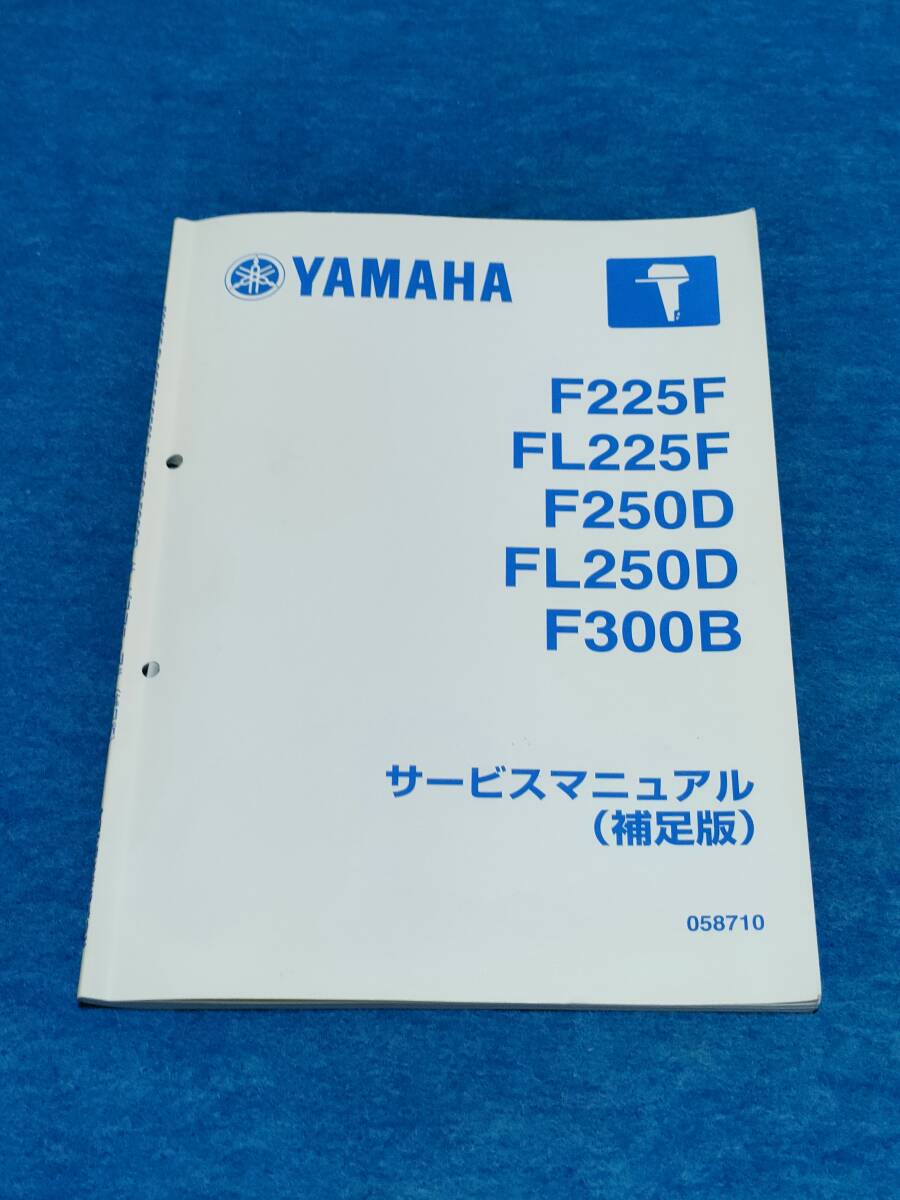 YAMAHA
F225F
FL225F
F250D
FL250D
F300B
サービスマニュアル
（補足版）
058710